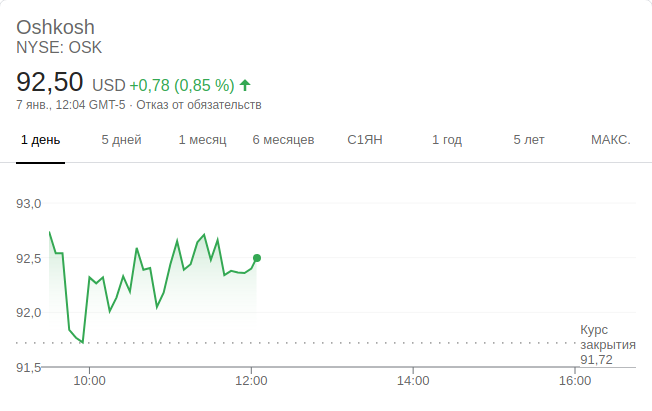 Oshkosh
NYSE: OSK
92,50 USD +0,78 (0,85 %)
7 янв., 12:04 GMT-5 · Отказ от обязательств
1 день 5 дней 1 месяц 6 месяцев С1ЯН 1 год 5 лет МАКС.
93,0
92,5
92,0
91,5
Курс
закрытия
91,72
10:00 12:00 14:00 16:00